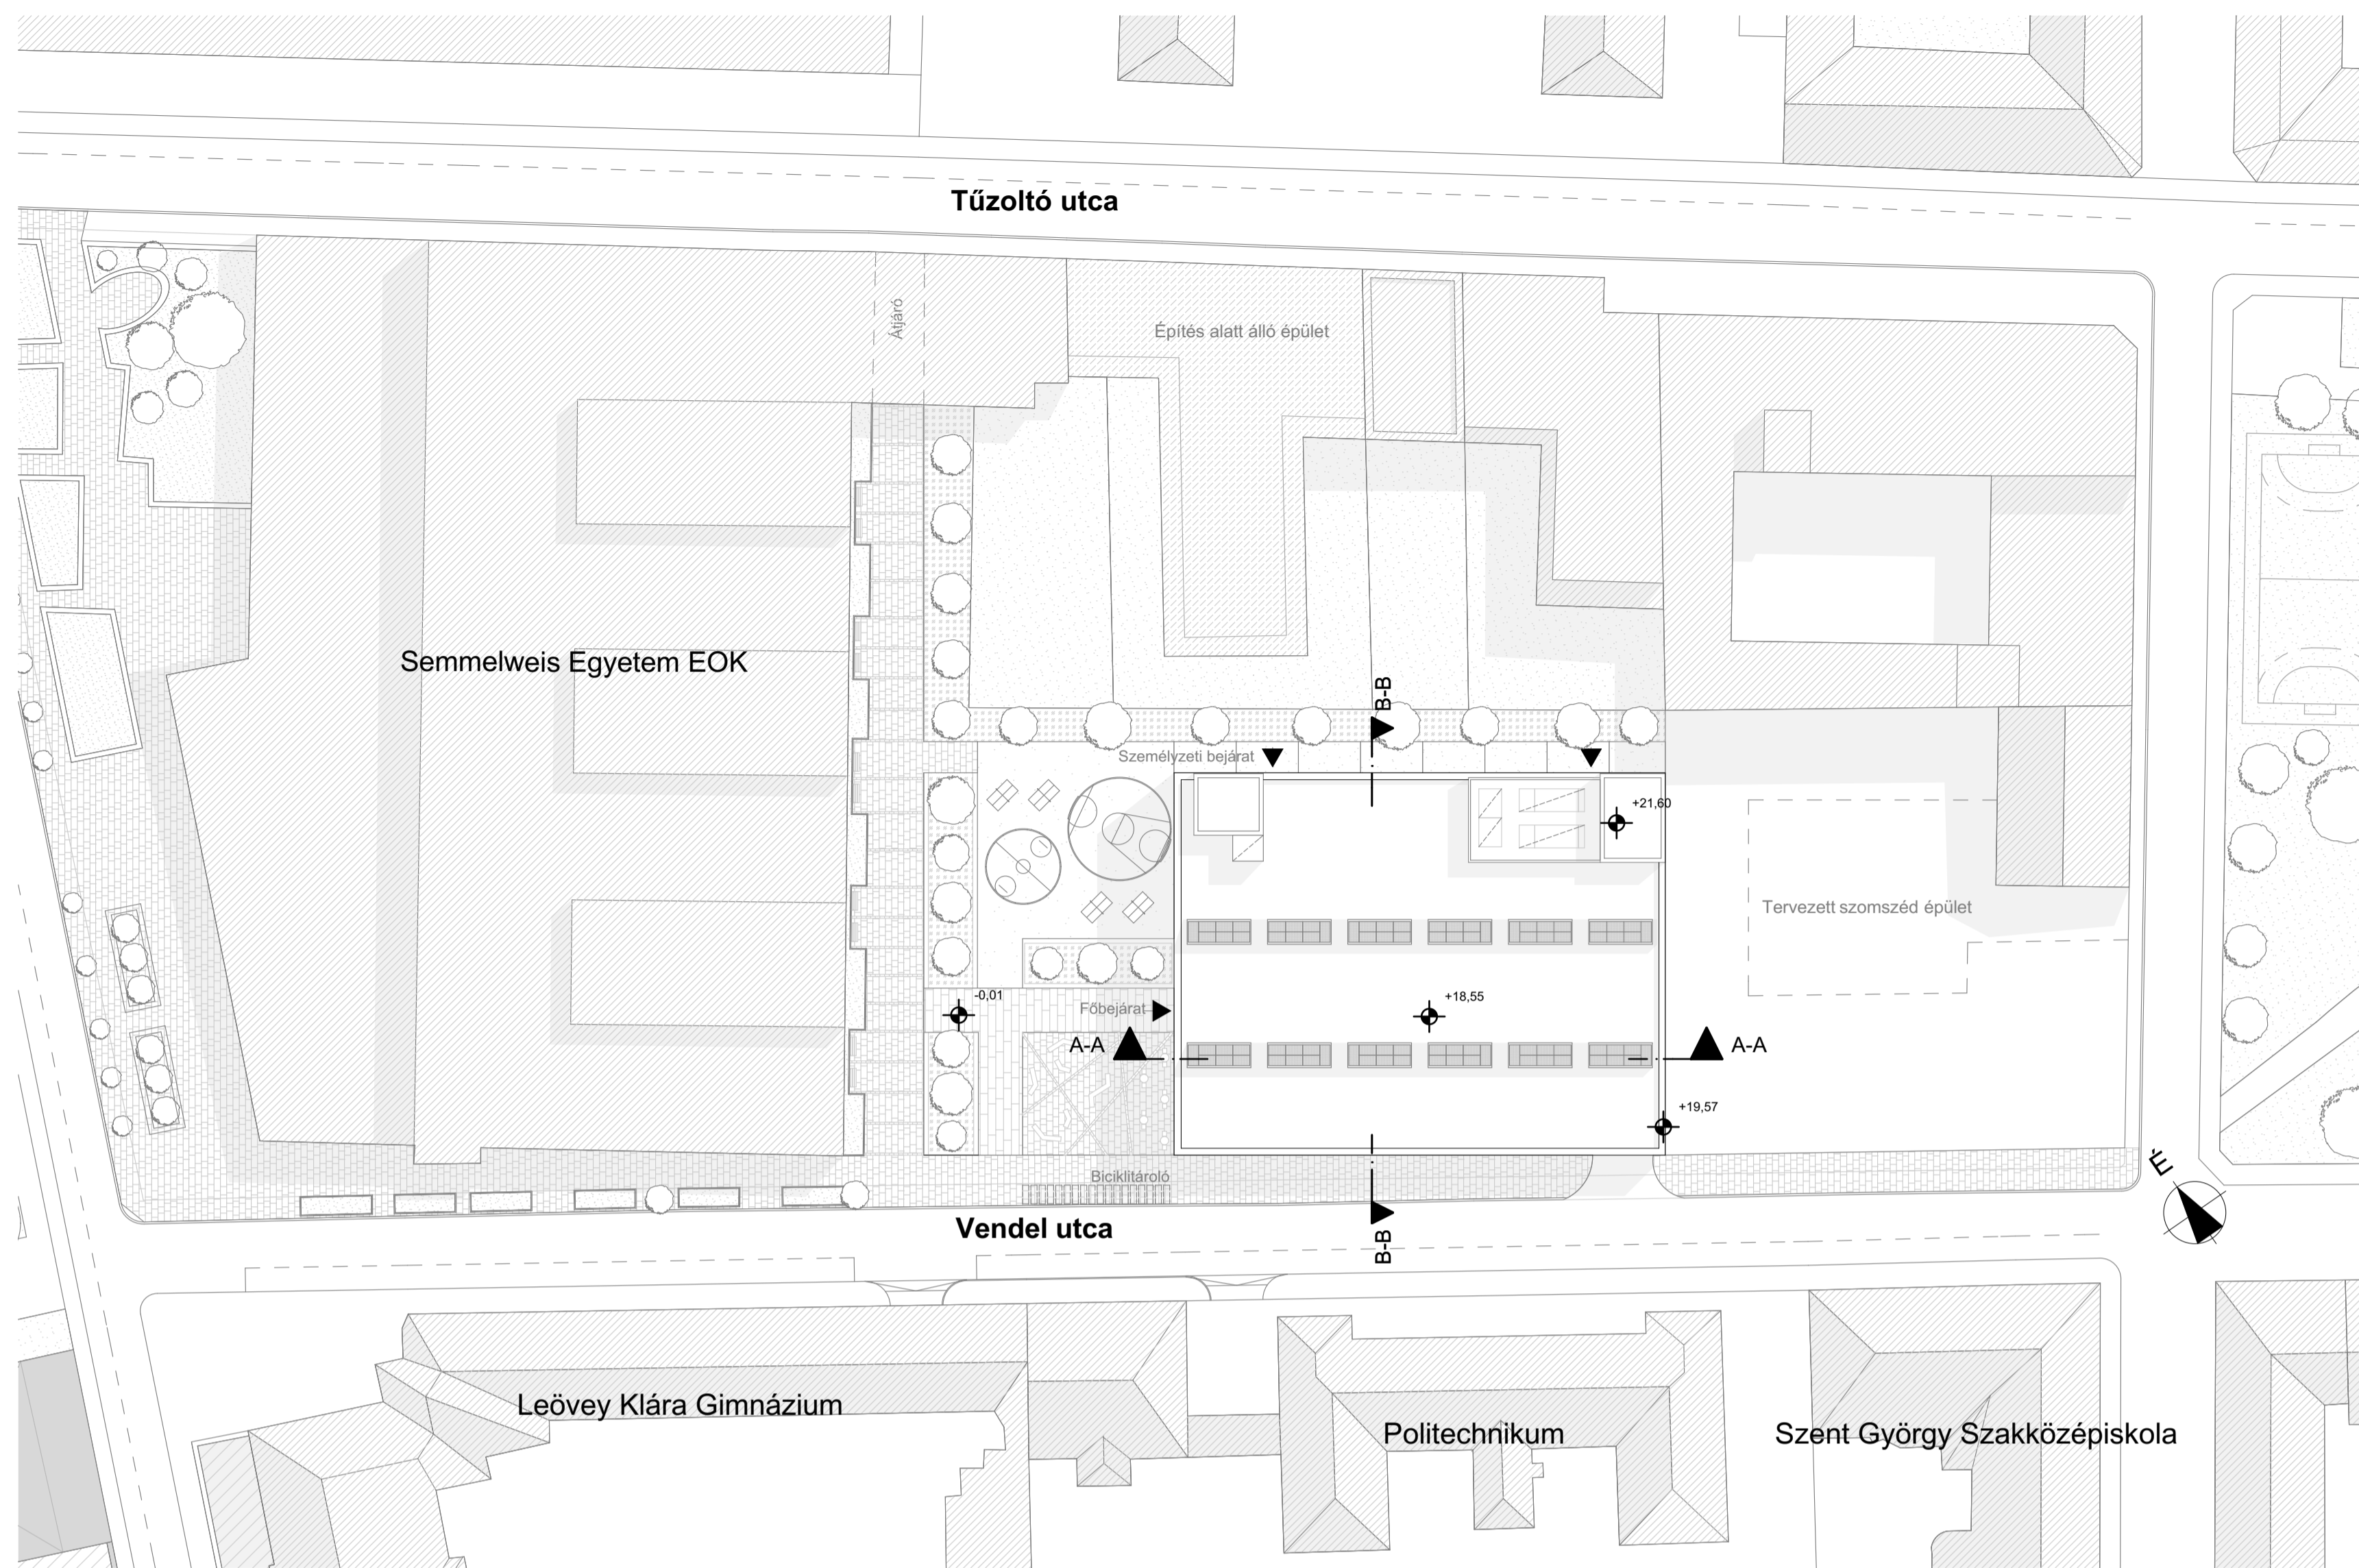 Tűzoltó utca
Átjáró
Építés alatt álló épület
Semmelweis Egyetem EOK
B-B
Személyzeti bejárat
+21,60
Tervezett szomszéd épület
-0,01
+18,55
Főbejárat
A-A
A-A
+19,57
Biciklitároló
É
Vendel utca
B-B
Leövey Klára Gimnázium
Politechnikum
Szent György Szakközépiskola